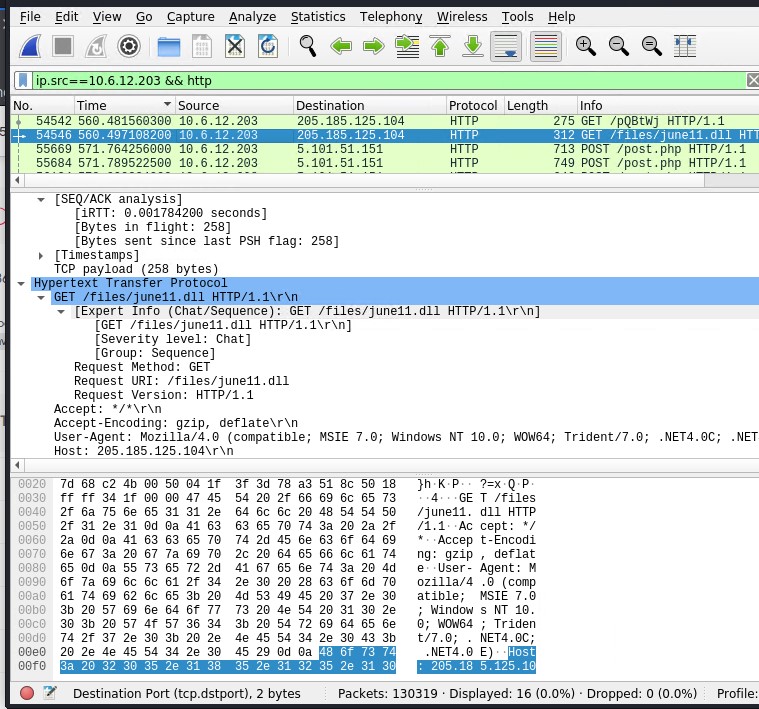 File Edit View Go Capture Analyze Statistics Telephony Wireless Tools Help
ip.src==10.6.12.203 && http
No. Time Source Destination Protocol Length Info
54542 560.481560300 10.6.12.203 205.185.125.104 HTTP 275 GET /pQBtWj HTTP/1.1
54546 560.497108200 10.6.12.203 205.185.125.104 HTTP 312 GET /files/june11.dll HTT
55669 571.764256000 10.6.12.203 5.101.51.151 HTTP 713 POST /post.php HTTP/1.1
55684 571.789522500 10.6.12.203 5.101.51.151 HTTP 749 POST /post.php HTTP/1.1
[SEQ/ACK analysis]
[iRTT: 0.001784200 seconds]
[Bytes in flight: 258]
[Bytes sent since last PSH flag: 258]
[Timestamps]
TCP payload (258 bytes)
Hypertext Transfer Protocol
GET /files/june11.dll HTTP/1.1\r\n
[Expert Info (Chat/Sequence): GET /files/june11.dll HTTP/1.1\r\n]
[GET /files/june11.dll HTTP/1.1\r\n]
[Severity level: Chat]
[Group: Sequence]
Request Method: GET
Request URI: /files/june11.dll
Request Version: HTTP/1.1
Accept: */*\r\n
Accept-Encoding: gzip, deflate\r\n
User-Agent: Mozilla/4.0 (compatible; MSIE 7.0; Windows NT 10.0; WOW64; Trident/7.0; .NET4.0C; .NET
Host: 205.185.125.104\r\n
0020 7d 68 c2 4b 00 50 04 1f 3f 3d 78 a3 51 8c 50 18 }h·K·P·· ?=x·Q·P·
0030 ff ff 34 1f 00 00 47 45 54 20 2f 66 69 6c 65 73 ··4···GE T /files
0040 2f 6a 75 6e 65 31 31 2e 64 6c 6c 20 48 54 54 50 /june11. dll HTTP
0050 2f 31 2e 31 0d 0a 41 63 63 65 70 74 3a 20 2a 2f /1.1··Ac cept: */
0060 2a 0d 0a 41 63 63 65 70 74 2d 45 6e 63 6f 64 69 *··Accep t-Encodi
0070 6e 67 3a 20 67 7a 69 70 2c 20 64 65 66 6c 61 74 ng: gzip , deflat
0080 65 0d 0a 55 73 65 72 2d 41 67 65 6e 74 3a 20 4d e··User- Agent: M
0090 6f 7a 69 6c 6c 61 2f 34 2e 30 20 28 63 6f 6d 70 ozilla/4 .0 (comp
00a0 61 74 69 62 6c 65 3b 20 4d 53 49 45 20 37 2e 30 atible; MSIE 7.0
00b0 3b 20 57 69 6e 64 6f 77 73 20 4e 54 20 31 30 2e ; Window s NT 10.
00c0 30 3b 20 57 4f 57 36 34 3b 20 54 72 69 64 65 6e 0; WOW64 ; Triden
00d0 74 2f 37 2e 30 3b 20 2e 4e 45 54 34 2e 30 43 3b t/7.0; . NET4.0C;
00e0 20 2e 4e 45 54 34 2e 30 45 29 0d 0a 48 6f 73 74 .NET4.0 E)··Host
00f0 3a 20 32 30 35 2e 31 38 35 2e 31 32 35 2e 31 30 : 205.18 5.125.10
Destination Port (tcp.dstport), 2 bytes Packets: 130319 · Displayed: 16 (0.0%) · Dropped: 0 (0.0%) Profile: